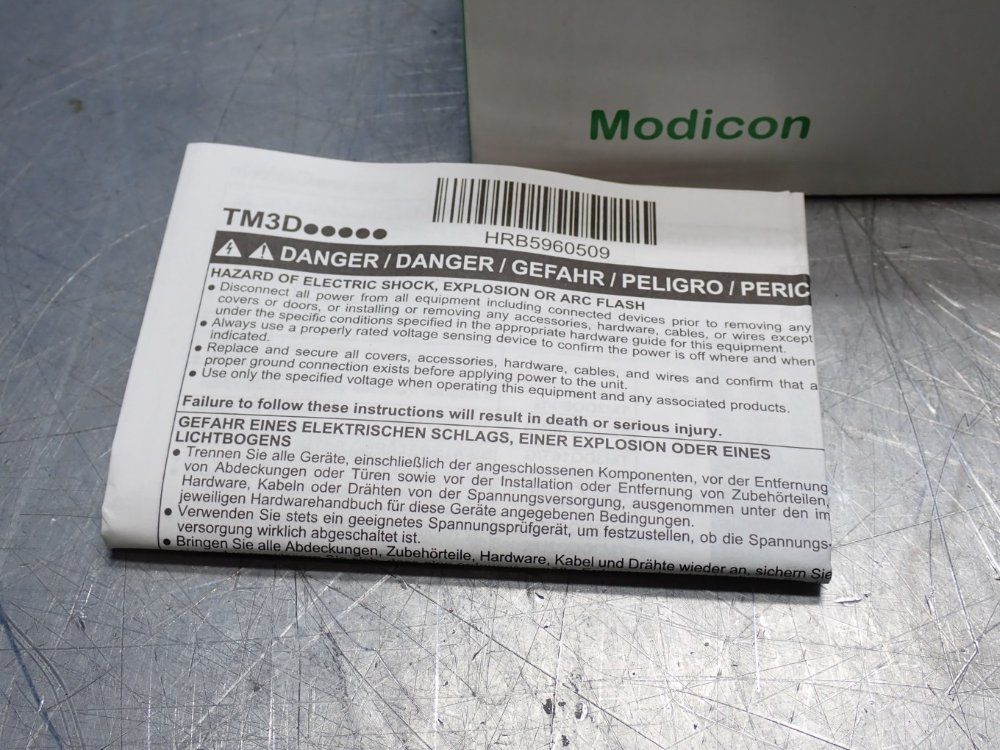 Modicon
TM3D●●●●●
HRB5960509
DANGER / DANGER / GEFAHR / PELIGRO / PERIC
HAZARD OF ELECTRIC SHOCK, EXPLOSION OR ARC FLASH
● Disconnect all power from all equipment including connected devices prior to removing any
covers or doors, or installing or removing any accessories, hardware, cables, or wires except
under the specific conditions specified in the appropriate hardware guide for this equipment.
● Always use a properly rated voltage sensing device to confirm the power is off where and when
indicated.
● Replace and secure all covers, accessories, hardware, cables, and wires and confirm that a
proper ground connection exists before applying power to the unit.
● Use only the specified voltage when operating this equipment and any associated products.
Failure to follow these instructions will result in death or serious injury.
GEFAHR EINES ELEKTRISCHEN SCHLAGS, EINER EXPLOSION ODER EINES
LICHTBOGENS
● Trennen Sie alle Geräte, einschließlich der angeschlossenen Komponenten, vor der Entfernung
von Abdeckungen oder Türen sowie vor der Installation oder Entfernung von Zubehörteilen,
Hardware, Kabeln oder Drähten von der Spannungsversorgung, ausgenommen unter den im
jeweiligen Hardwarehandbuch für diese Geräte angegebenen Bedingungen.
● Verwenden Sie stets ein geeignetes Spannungsprüfgerät, um festzustellen, ob die Spannungs-
versorgung wirklich abgeschaltet ist.
● Bringen Sie alle Abdeckungen, Zubehörteile, Hardware, Kabel und Drähte wieder an, sichern Sie